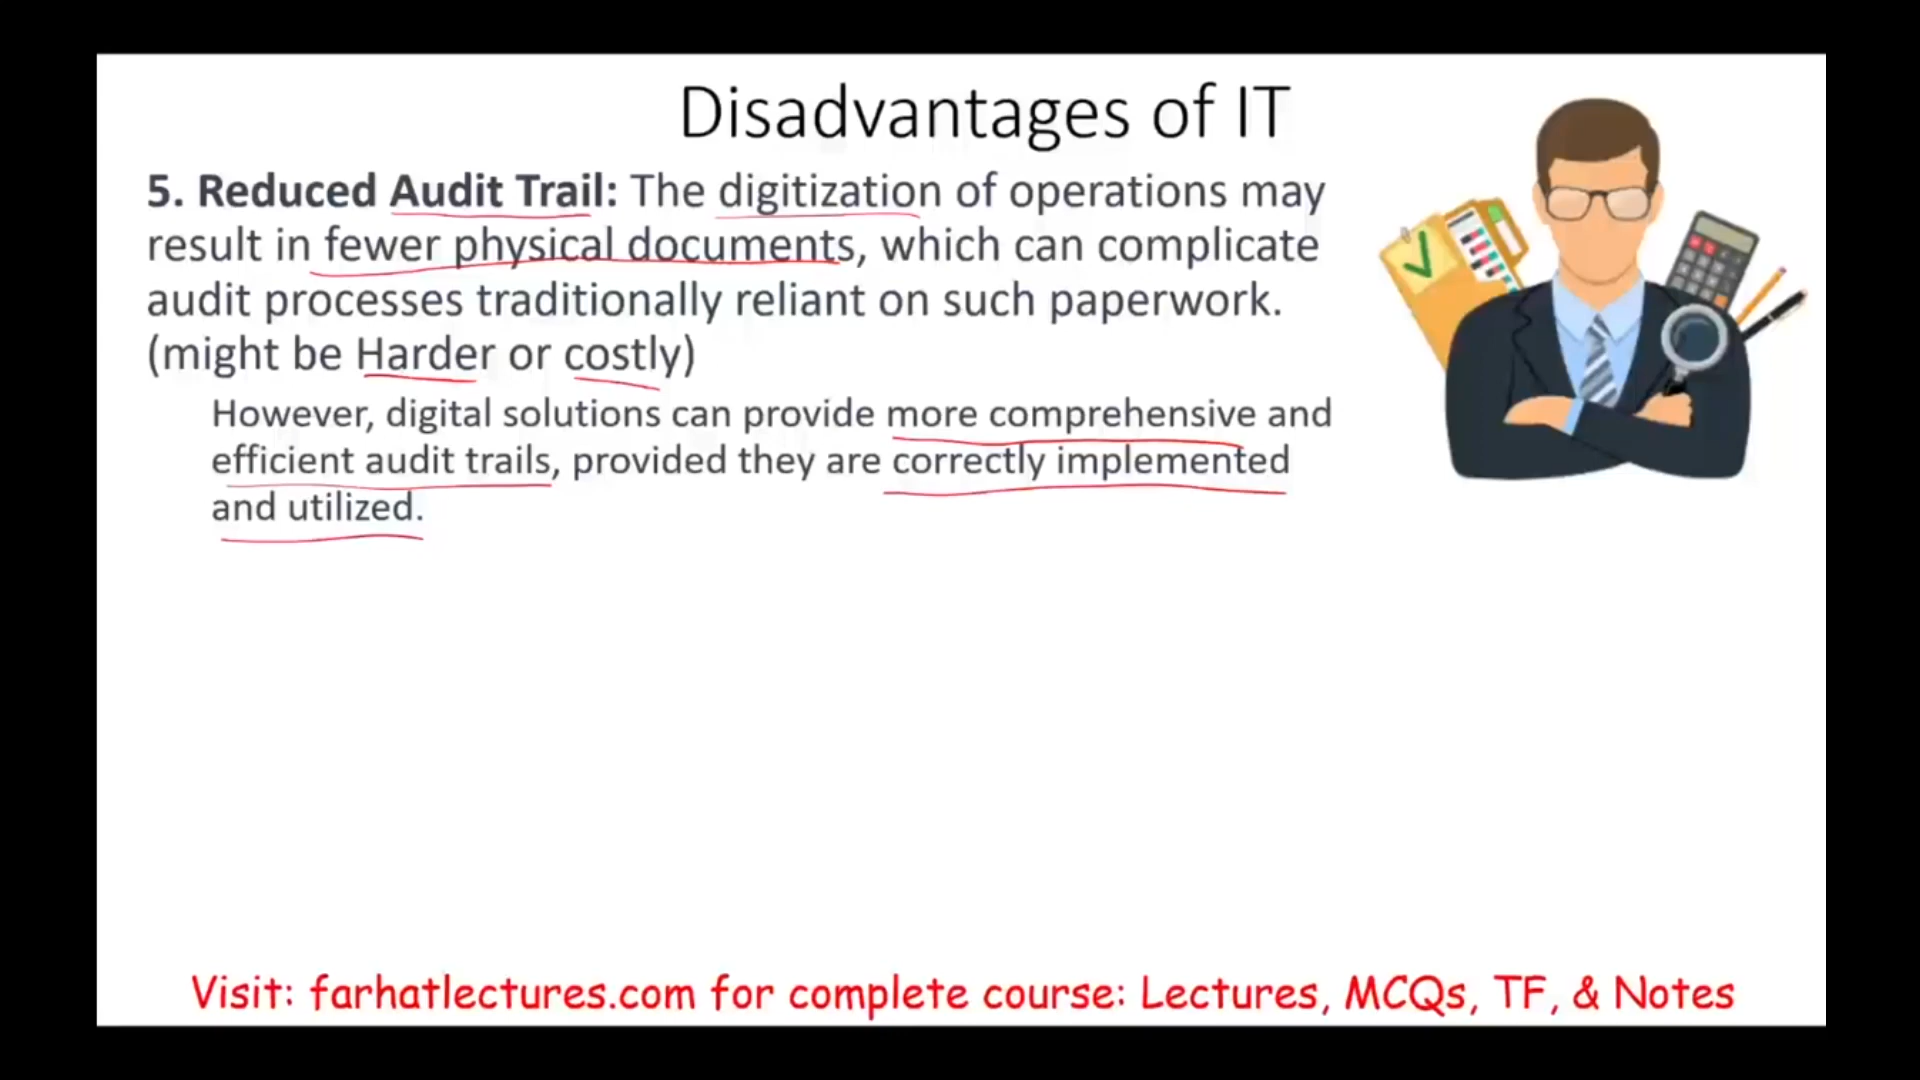 Disadvantages of IT
5. Reduced Audit Trail: The digitization of operations may
result in fewer physical documents, which can complicate
audit processes traditionally reliant on such paperwork.
(might be Harder or costly)
However, digital solutions can provide more comprehensive and
efficient audit trails, provided they are correctly implemented
and utilized.
Visit: farhatlectures.com for complete course: Lectures, MCQs, TF, & Notes